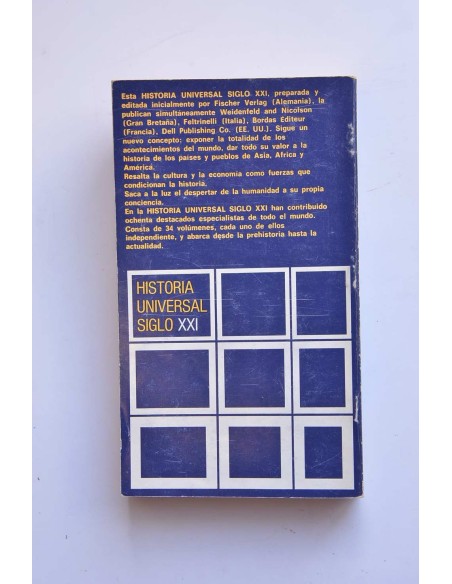 Esta HISTORIA UNIVERSAL SIGLO XXI, preparada y
editada inicialmente por Fischer Verlag (Alemania), la
publican simultáneamente Weidenfeld and Nicolson
(Gran Bretaña), Feltrinelli (Italia), Bordas Editeur
(Francia), Dell Publishing Co. (EE. UU.). Sigue un
nuevo concepto: exponer la totalidad de los
acontecimientos del mundo, dar todo su valor a la
historia de los países y pueblos de Asia, Africa y
América.
Resalta la cultura y la economía como fuerzas que
condicionan la historia.
Saca a la luz el despertar de la humanidad a su propia
conciencia.
En la HISTORIA UNIVERSAL SIGLO XXI han contribuido
ochenta destacados especialistas de todo el mundo.
Consta de 34 volúmenes, cada uno de ellos
independiente, y abarca desde la prehistoria hasta la
actualidad.
HISTORIA
UNIVERSAL
SIGLO XXI